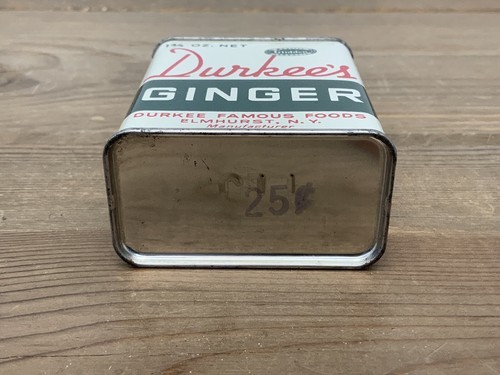 1¾ OZ. NET
Durkee's
GINGER
DURKEE FAMOUS FOODS
ELMHURST, N. Y.
Manufacturer
25¢